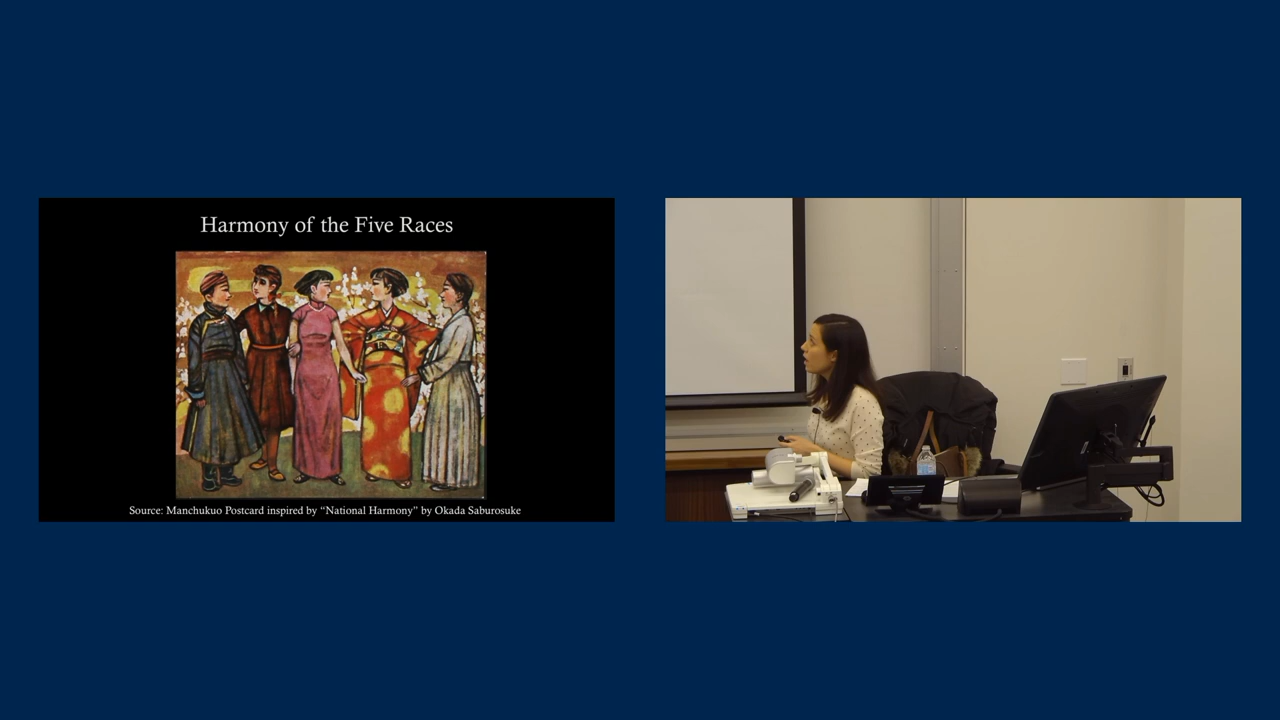 Harmony of the Five Races
Source: Manchukuo Postcard inspired by “National Harmony” by Okada Saburosuke